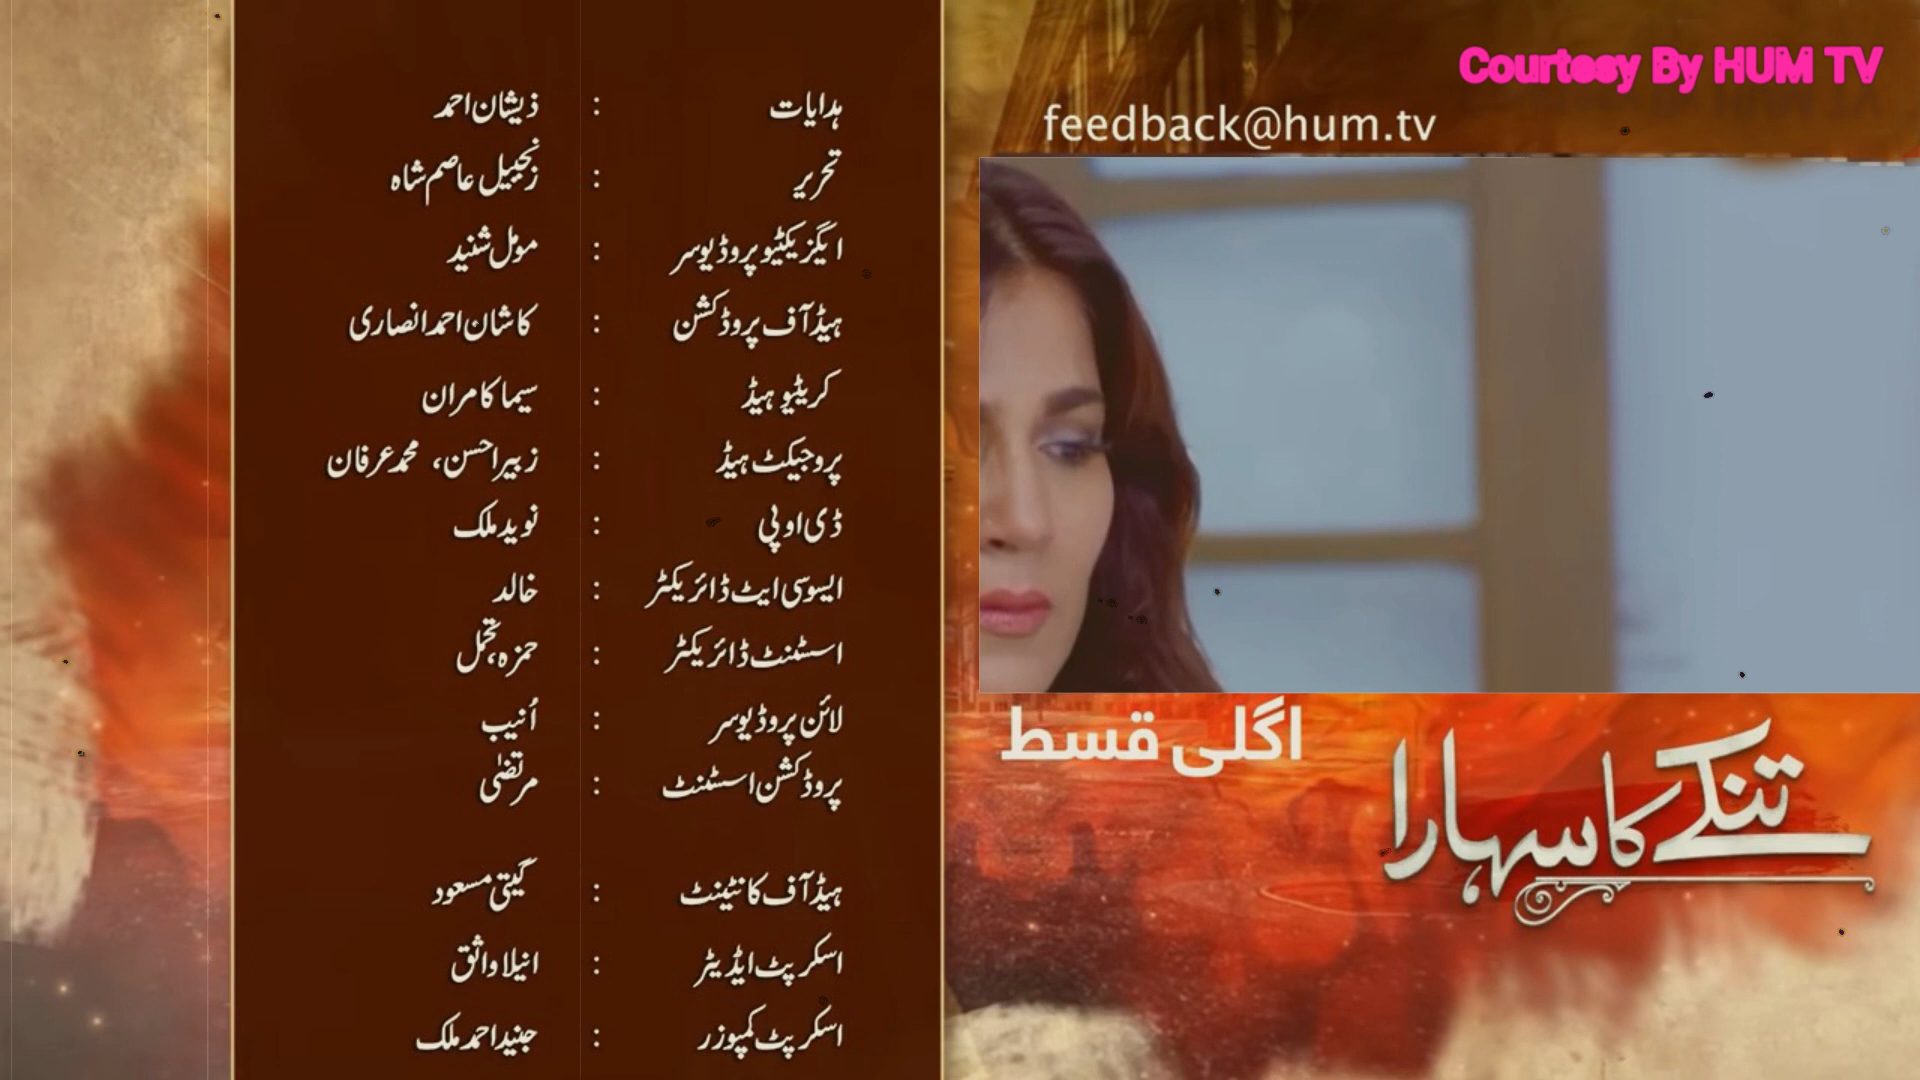 ہدایات : ذیشان احمد
تحریر : زنجبیل عاصم شاہ
ایگزیکٹیو پروڈیوسر : مومل شنید
ہیڈ آف پروڈکشن : کاشان احمد انصاری
کریٹیو ہیڈ : سیما کامران
پروجیکٹ ہیڈ : زبیر احسن، محمد عرفان
ڈی او پی : نوید ملک
ایسوسی ایٹ ڈائریکٹر : خالد
اسسٹنٹ ڈائریکٹر : حمزہ، تجمل
لائن پروڈیوسر : اُنیب
پروڈکشن اسسٹنٹ : مرتضٰی
ہیڈ آف کانٹینٹ : گیتی مسعود
اسکرپٹ ایڈیٹر : انیلا واثق
اسکرپٹ کمپوزر : جنید احمد ملک
Courtesy By HUM TV
feedback@hum.tv
اگلی قسط
تنکے کا سہارا